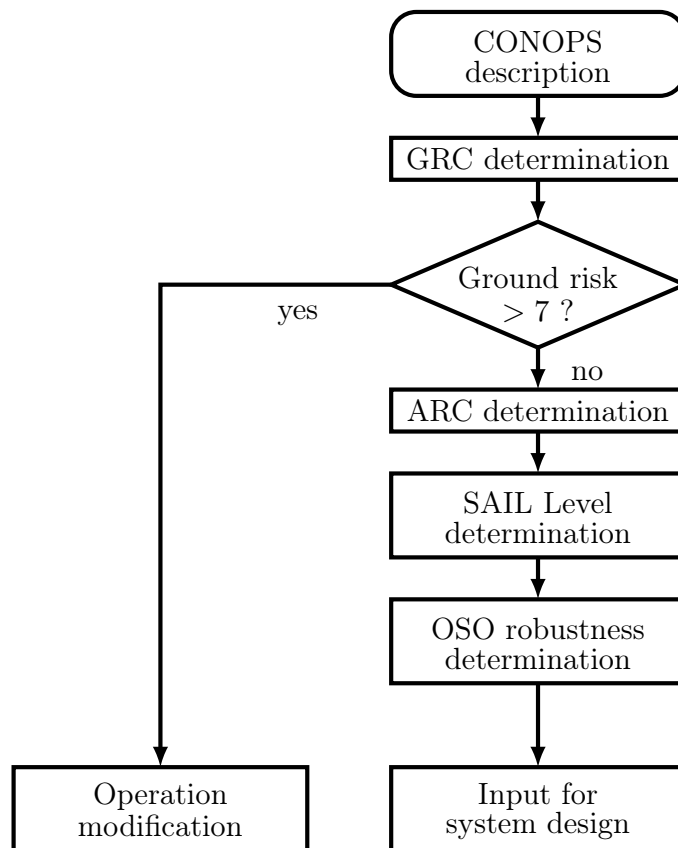 CONOPS
description
GRC determination
Ground risk
> 7 ?
yes
no
ARC determination
SAIL Level
determination
OSO robustness
determination
Operation
modification
Input for
system design